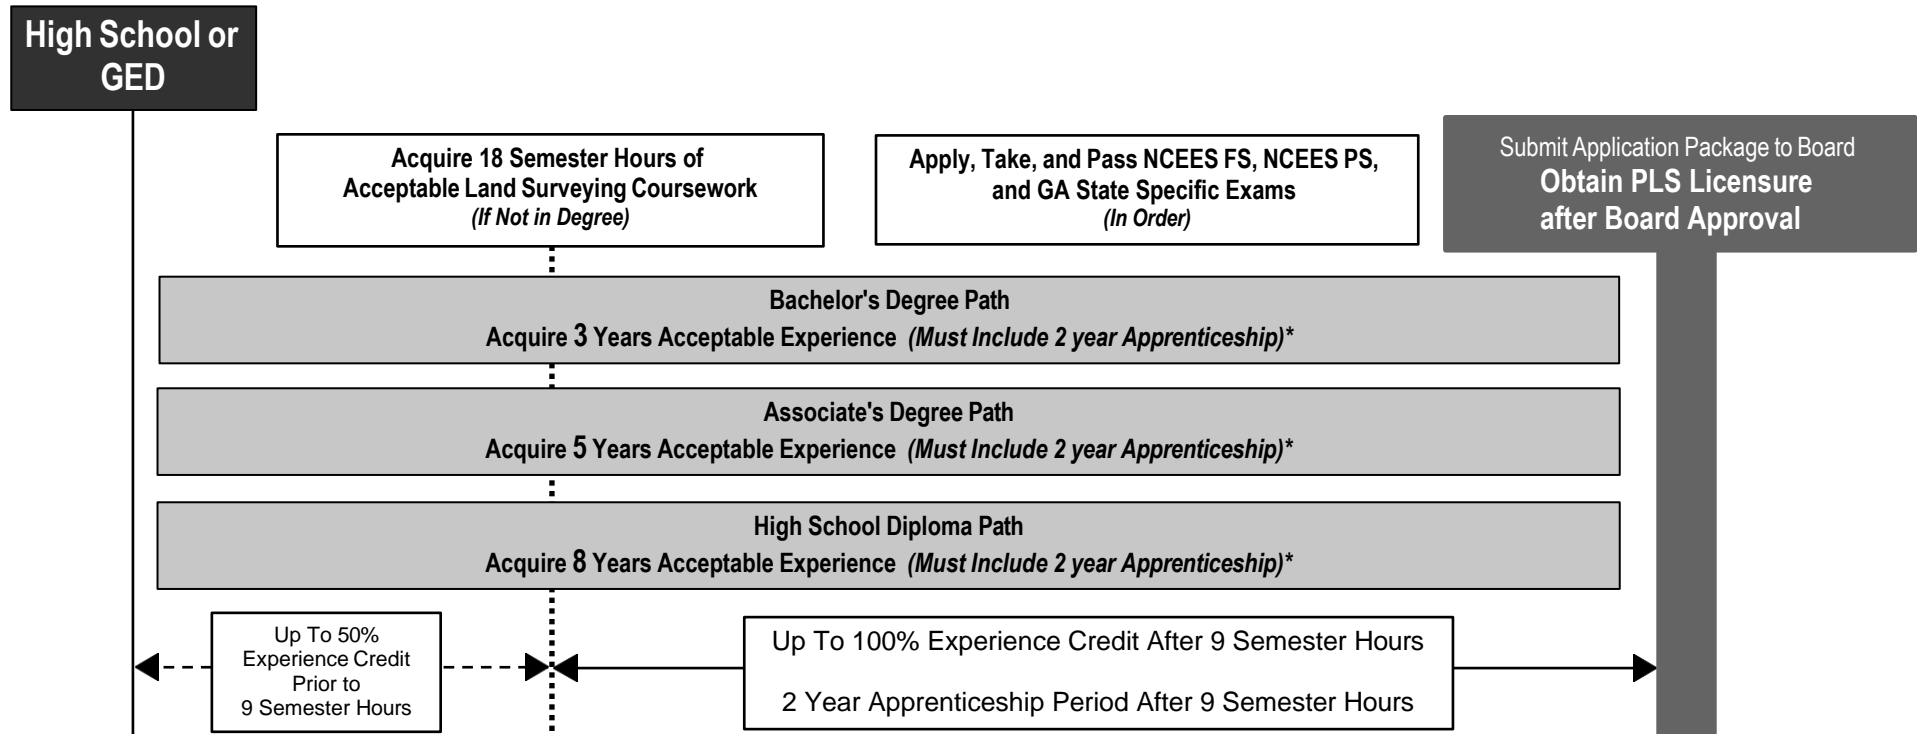 High School or
GED
Acquire 18 Semester Hours of
Acceptable Land Surveying Coursework
(If Not in Degree)
Apply, Take, and Pass NCEES FS, NCEES PS,
and GA State Specific Exams
(In Order)
Submit Application Package to Board
Obtain PLS Licensure
after Board Approval
Bachelor's Degree Path
Acquire 3 Years Acceptable Experience (Must Include 2 year Apprenticeship)*
Associate's Degree Path
Acquire 5 Years Acceptable Experience (Must Include 2 year Apprenticeship)*
High School Diploma Path
Acquire 8 Years Acceptable Experience (Must Include 2 year Apprenticeship)*
Up To 50%
Experience Credit
Prior to
9 Semester Hours
Up To 100% Experience Credit After 9 Semester Hours
2 Year Apprenticeship Period After 9 Semester Hours